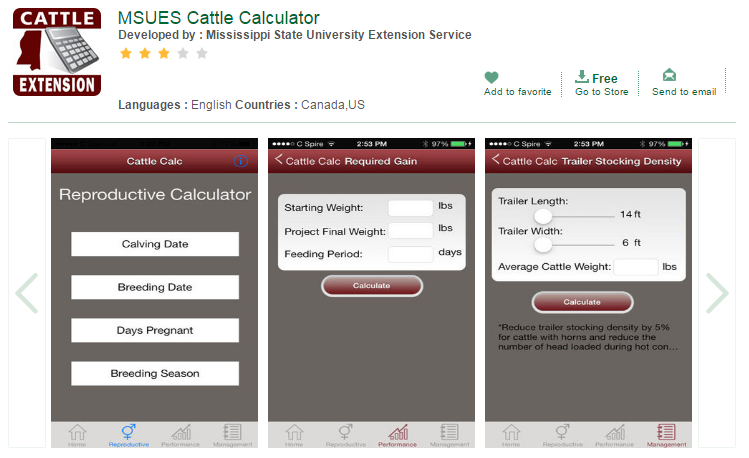 CATTLE
EXTENSION
MSUES Cattle Calculator
Developed by : Mississippi State University Extension Service
Languages : English Countries : Canada,US
Add to favorite
Free
Go to Store
Send to email
Cattle Calc
Reproductive Calculator
Calving Date
Breeding Date
Days Pregnant
Breeding Season
Home Reproductive Performance Management
C Spire 2:53 PM 97%
Cattle Calc Required Gain
Starting Weight: lbs
Project Final Weight: lbs
Feeding Period: days
Calculate
Home Reproductive Performance Management
C Spire 2:53 PM 97%
Cattle Calc Trailer Stocking Density
Trailer Length:
14 ft
Trailer Width:
6 ft
Average Cattle Weight: lbs
Calculate
*Reduce trailer stocking density by 5%
for cattle with horns and reduce the
number of head loaded during hot con...
Home Reproductive Performance Management